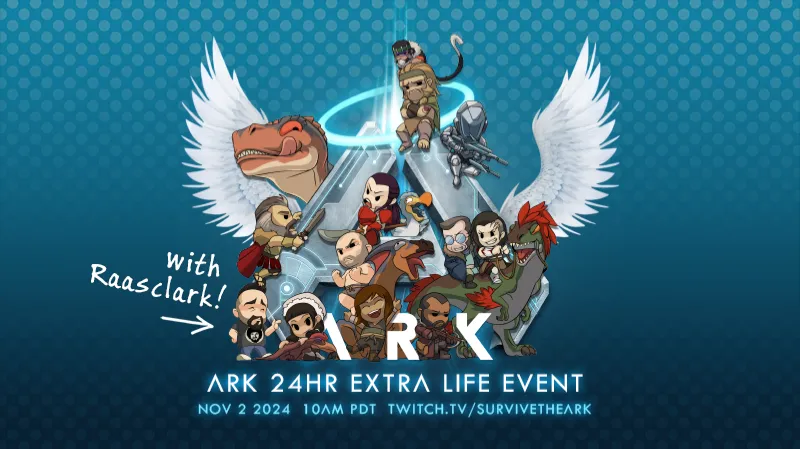 with
Raasclark!
ARK
ARK 24HR EXTRA LIFE EVENT
NOV 2 2024 10AM PDT TWITCH.TV/SURVIVETHEARK